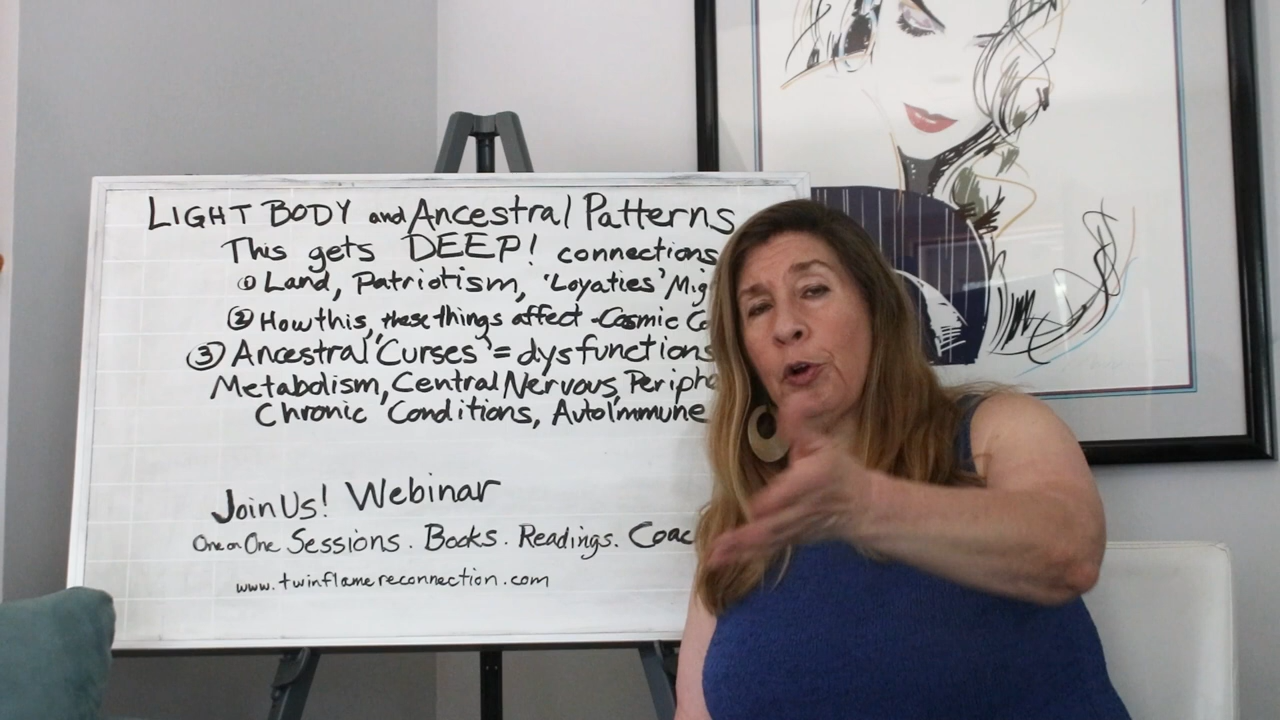 LIGHT BODY and Ancestral Patterns
This gets DEEP! connections
① Land, Patriotism, 'Loyaties' Mig
② How this, these things affect - Cosmic Co
③ Ancestral 'Curses' = dysfunctions
Metabolism, Central Nervous, Periphe
Chronic Conditions, AutoImmune
Join Us! Webinar
One on One Sessions. Books. Readings. Coac
www.twinflamereconnection.com